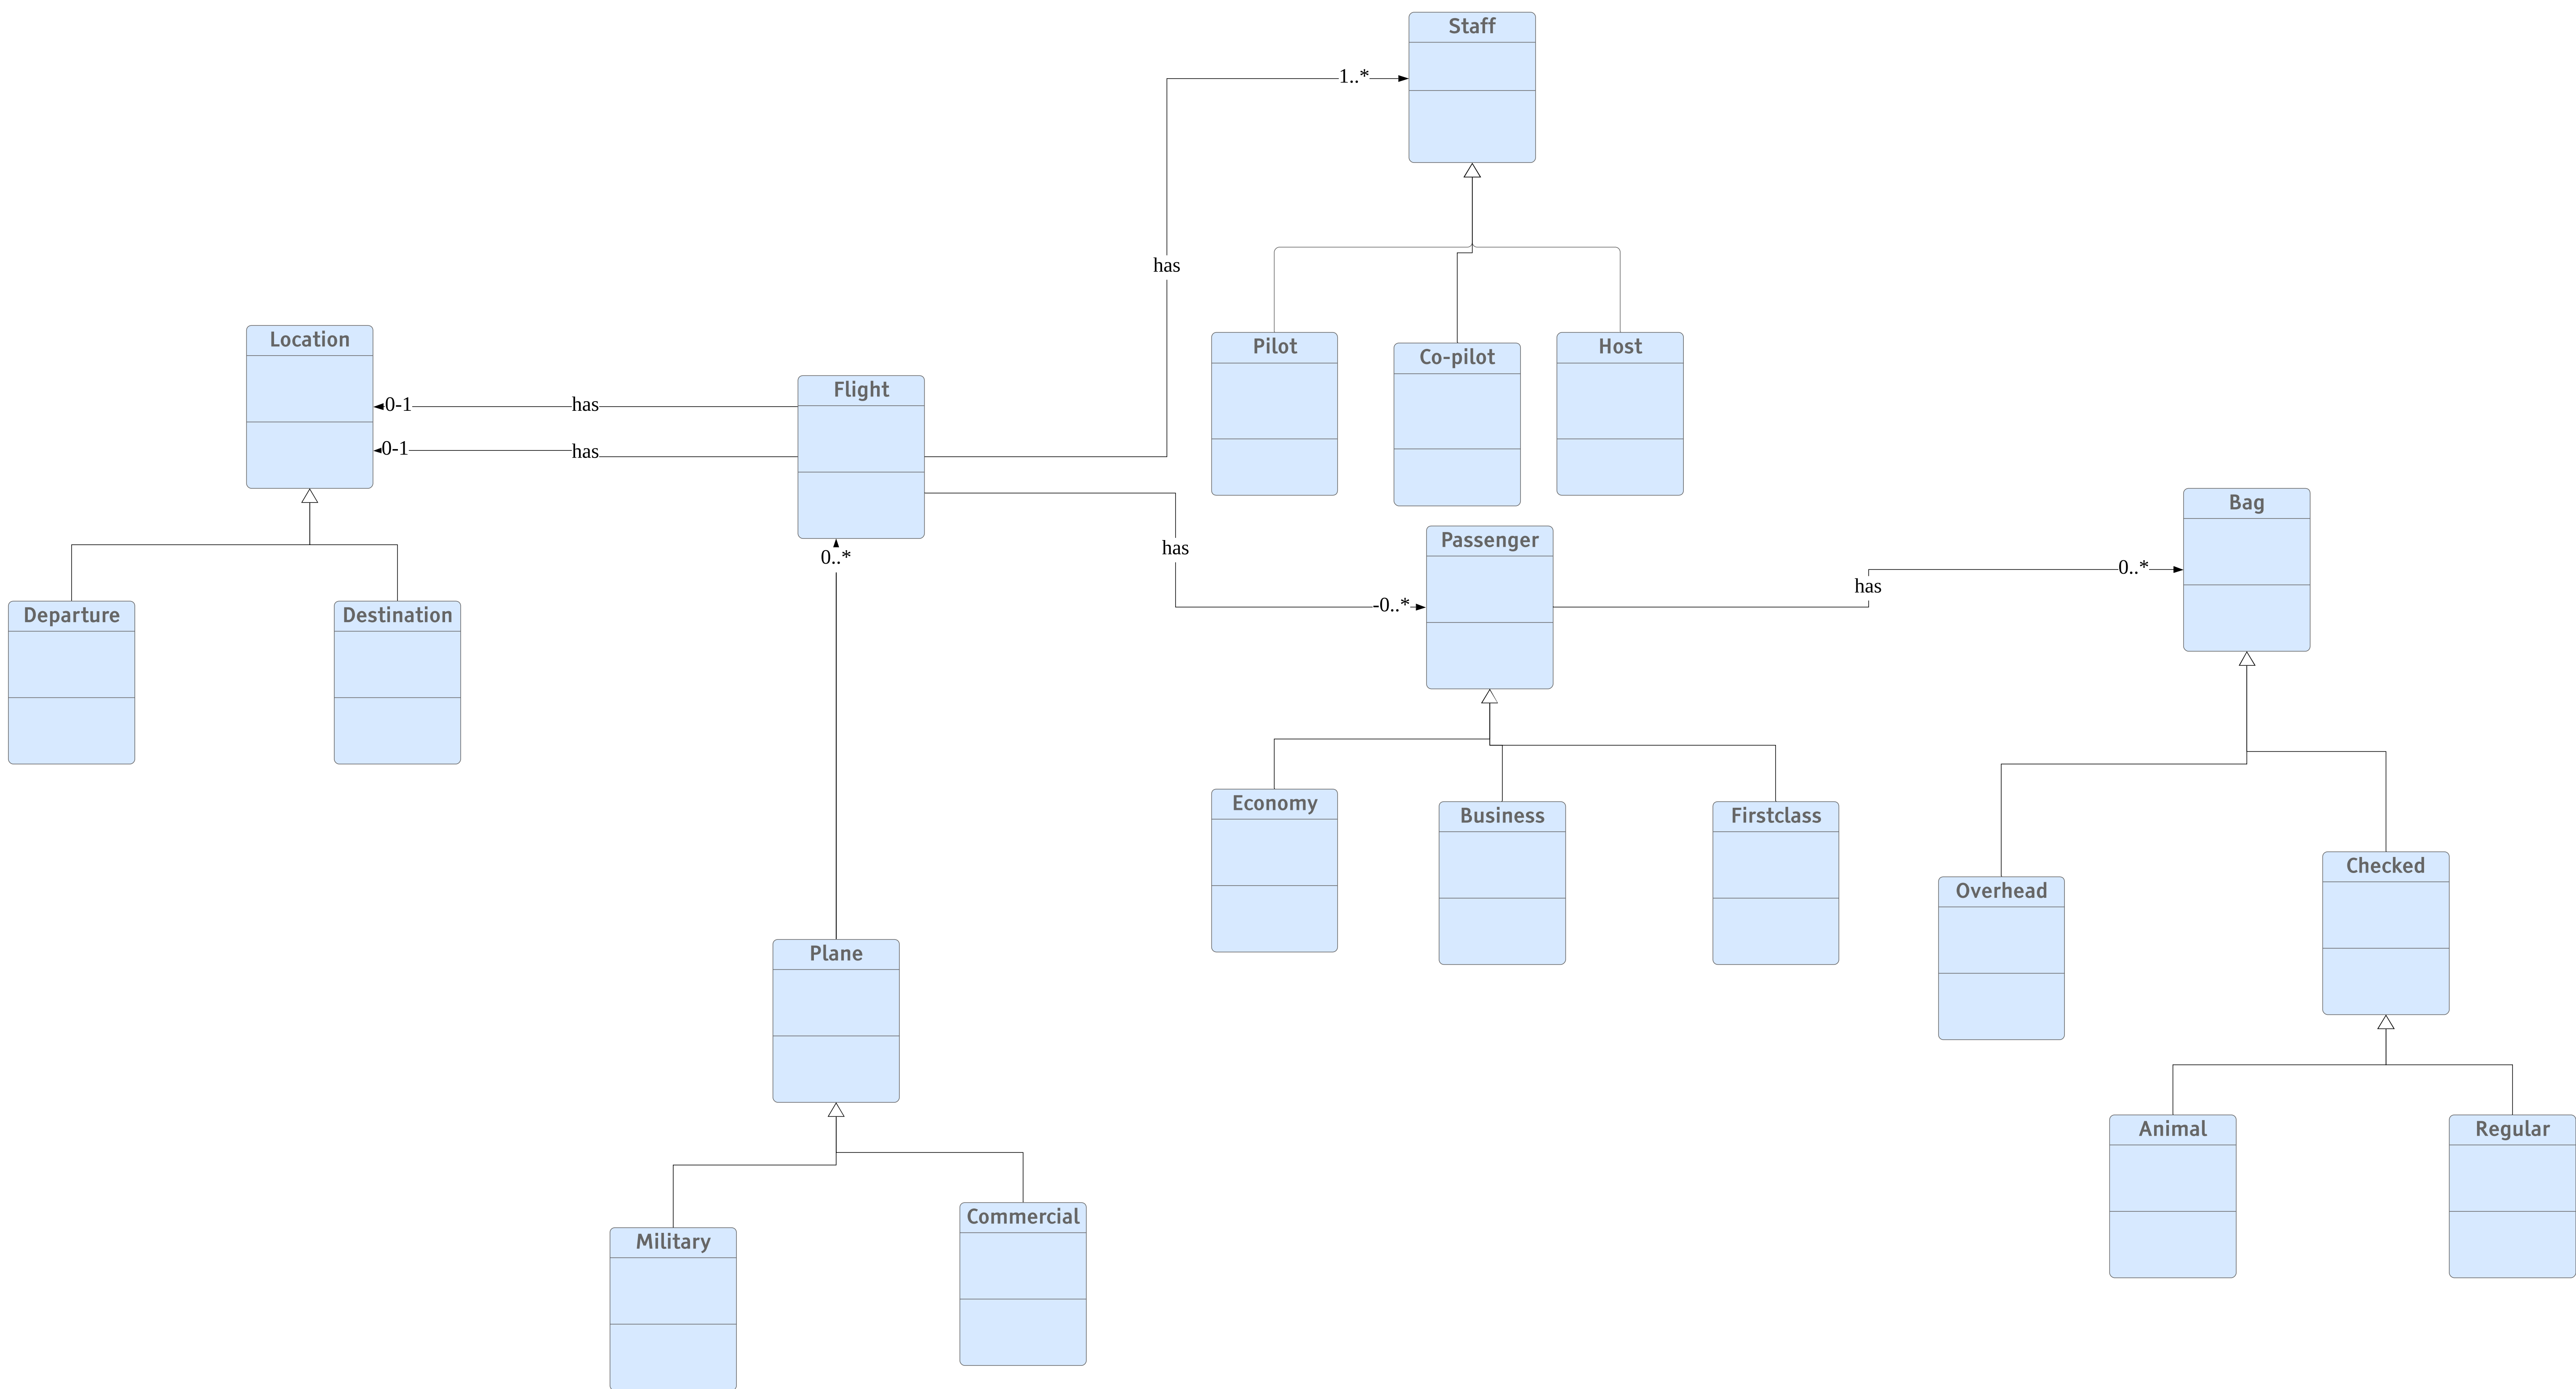 Staff
1..*
has
Location
Pilot
Co-pilot
Host
Flight
0-1
has
0-1
has
Bag
Passenger
has
0..*
0..*
has
-0..*
Departure
Destination
Economy
Business
Firstclass
Checked
Overhead
Plane
Animal
Regular
Commercial
Military